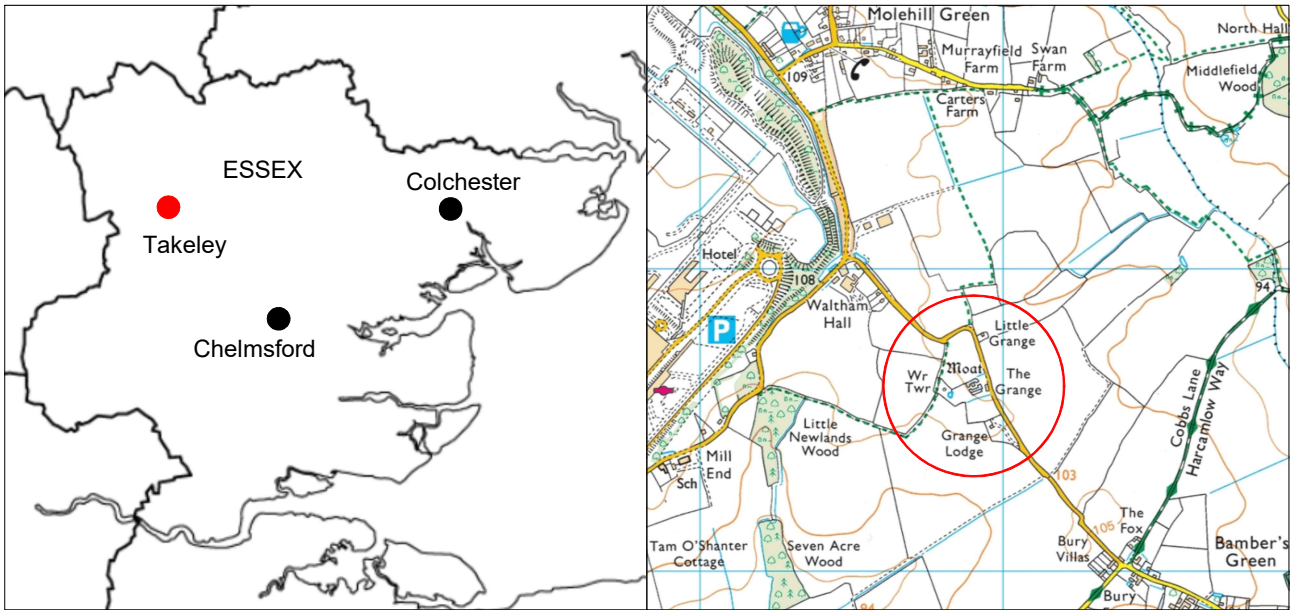 ESSEX
Colchester
Takeley
Chelmsford
Molehill Green
North Hall
109
Murrayfield
Farm
Swan
Farm
Middlefield
Wood
Carters
Farm
Hotel
108
Waltham
Hall
94
P
Little
Grange
Moat
Wr
Twr
The
Grange
Little
Newlands
Wood
Grange
Lodge
Cobbs Lane
Harcamlow Way
Mill
End
Sch
103
105
The
Fox
Tam O'Shanter
Cottage
Seven Acre
Wood
Bury
Villas
Bamber's
Green
Bury
94